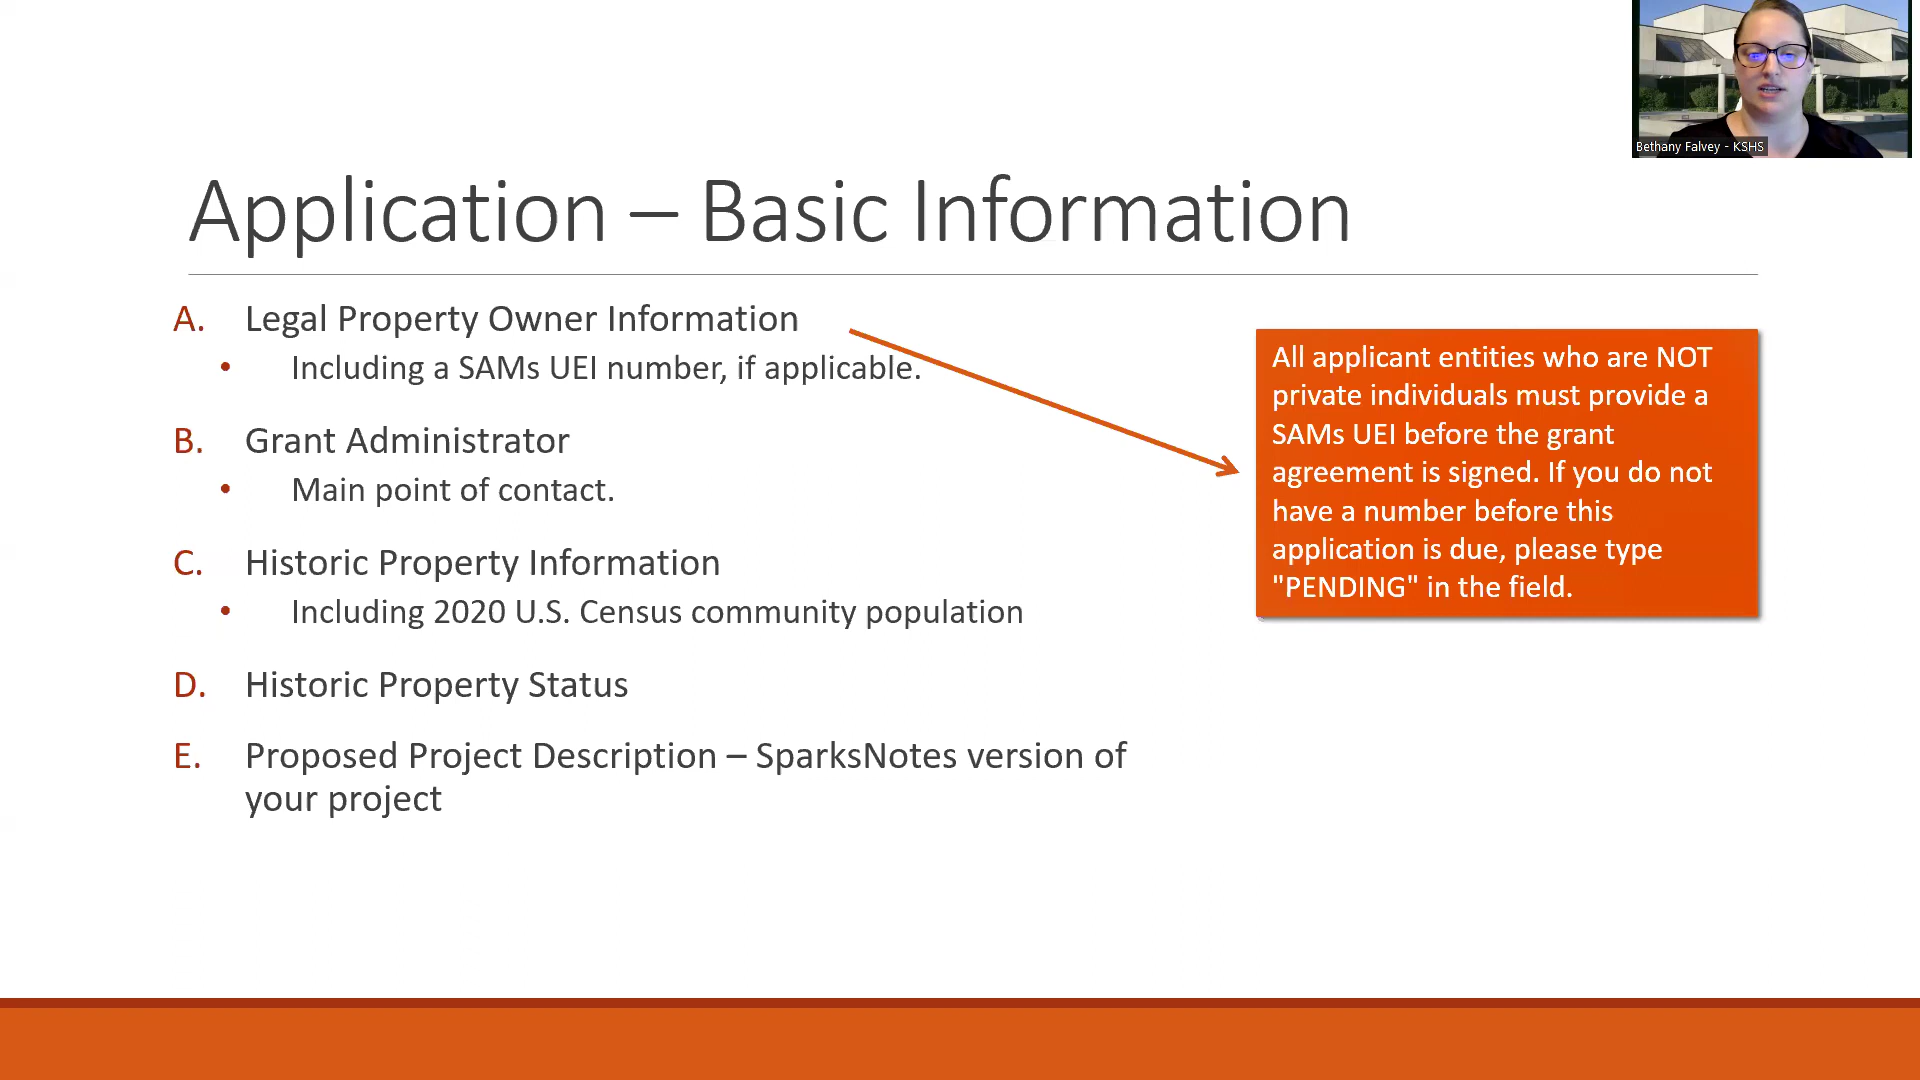 Bethany Falvey - KSHS
Application – Basic Information
A. Legal Property Owner Information
• Including a SAMs UEI number, if applicable.
B. Grant Administrator
• Main point of contact.
C. Historic Property Information
• Including 2020 U.S. Census community population
D. Historic Property Status
E. Proposed Project Description – SparksNotes version of
your project
All applicant entities who are NOT
private individuals must provide a
SAMs UEI before the grant
agreement is signed. If you do not
have a number before this
application is due, please type
"PENDING" in the field.